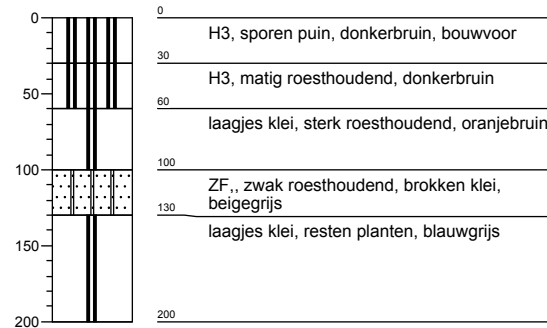 0
0
H3, sporen puin, donkerbruin, bouwvoor
30
H3, matig roesthoudend, donkerbruin
50
60
laagjes klei, sterk roesthoudend, oranjebruin
100
100
ZF,, zwak roesthoudend, brokken klei,
beigegrijs
130
laagjes klei, resten planten, blauwgrijs
150
200
200